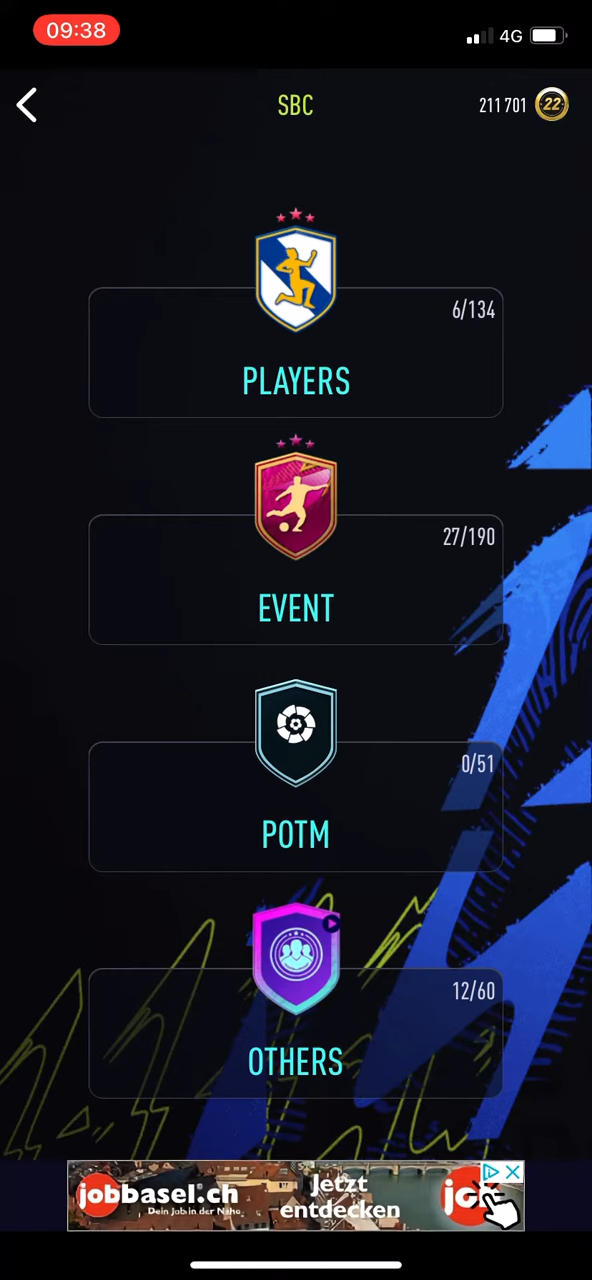 09:38
4G
SBC
211 701
22
6/134
PLAYERS
27/190
EVENT
0/51
POTM
12/60
OTHERS
jobbasel.ch
Dein Job in der Nähe.
Jetzt
entdecken